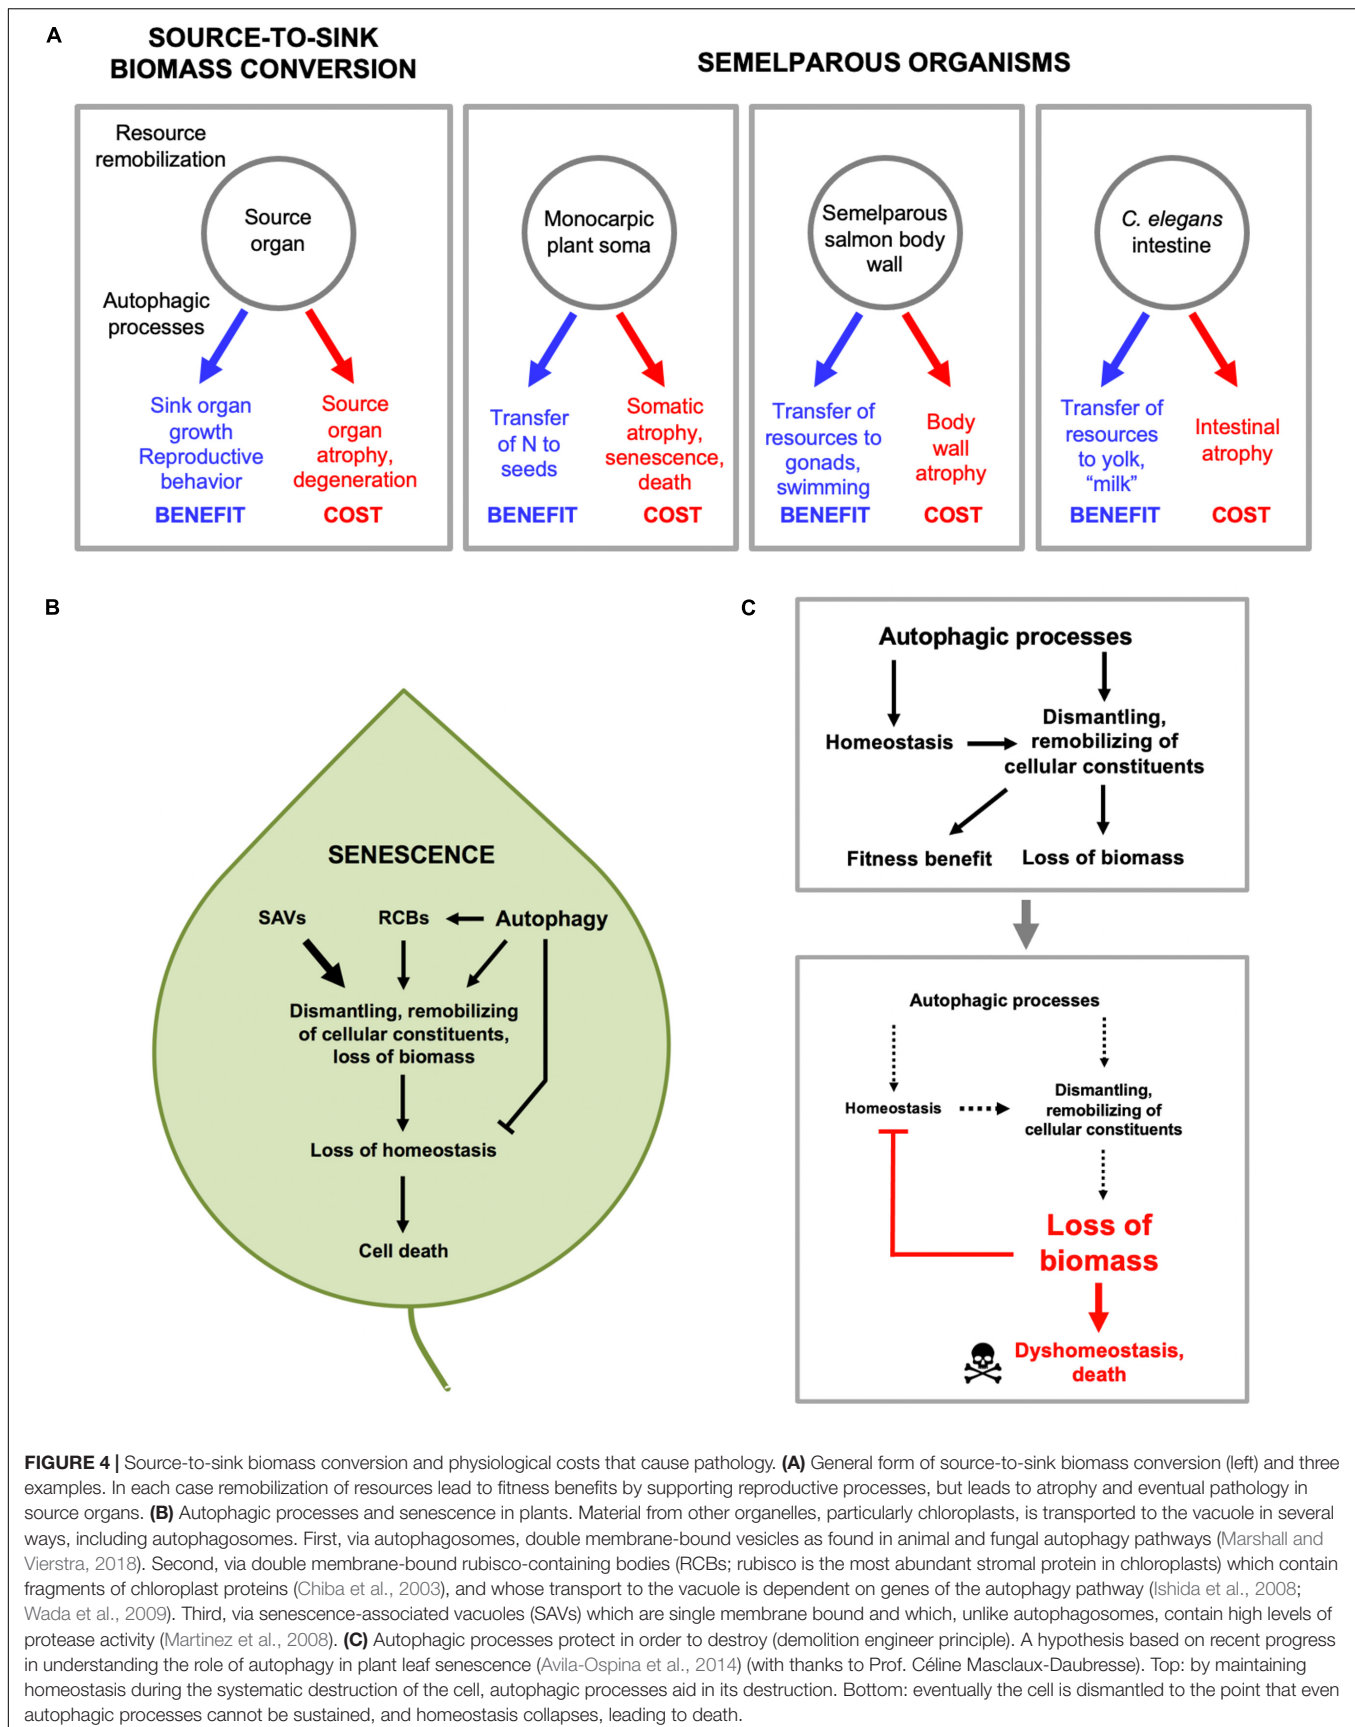 A
SOURCE-TO-SINK
BIOMASS CONVERSION
SEMELPAROUS ORGANISMS
Resource
remobilization
Source
organ
Autophagic
processes
Sink organ
growth
Reproductive
behavior
BENEFIT
Source
organ
atrophy,
degeneration
COST
Monocarpic
plant soma
Transfer
of N to
seeds
BENEFIT
Somatic
atrophy,
senescence,
death
COST
Semelparous
salmon body
wall
Transfer of
resources to
gonads,
swimming
BENEFIT
Body
wall
atrophy
COST
C. elegans
intestine
Transfer of
resources
to yolk,
“milk”
BENEFIT
Intestinal
atrophy
COST
B
SENESCENCE
SAVs
RCBs
Autophagy
Dismantling, remobilizing
of cellular constituents,
loss of biomass
Loss of homeostasis
Cell death
C
Autophagic processes
Homeostasis
Dismantling,
remobilizing of
cellular constituents
Fitness benefit
Loss of biomass
Autophagic processes
Homeostasis
Dismantling,
remobilizing of
cellular constituents
Loss of
biomass
Dyshomeostasis,
death
FIGURE 4 | Source-to-sink biomass conversion and physiological costs that cause pathology. (A) General form of source-to-sink biomass conversion (left) and three
examples. In each case remobilization of resources lead to fitness benefits by supporting reproductive processes, but leads to atrophy and eventual pathology in
source organs. (B) Autophagic processes and senescence in plants. Material from other organelles, particularly chloroplasts, is transported to the vacuole in several
ways, including autophagosomes. First, via autophagosomes, double membrane-bound vesicles as found in animal and fungal autophagy pathways (Marshall and
Vierstra, 2018). Second, via double membrane-bound rubisco-containing bodies (RCBs; rubisco is the most abundant stromal protein in chloroplasts) which contain
fragments of chloroplast proteins (Chiba et al., 2003), and whose transport to the vacuole is dependent on genes of the autophagy pathway (Ishida et al., 2008;
Wada et al., 2009). Third, via senescence-associated vacuoles (SAVs) which are single membrane bound and which, unlike autophagosomes, contain high levels of
protease activity (Martinez et al., 2008). (C) Autophagic processes protect in order to destroy (demolition engineer principle). A hypothesis based on recent progress
in understanding the role of autophagy in plant leaf senescence (Avila-Ospina et al., 2014) (with thanks to Prof. Céline Masclaux-Daubresse). Top: by maintaining
homeostasis during the systematic destruction of the cell, autophagic processes aid in its destruction. Bottom: eventually the cell is dismantled to the point that even
autophagic processes cannot be sustained, and homeostasis collapses, leading to death.